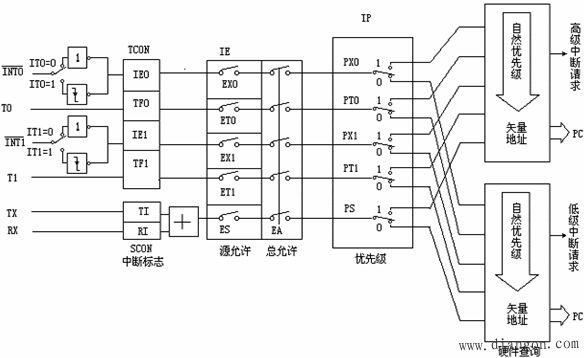 IP
TCON
IE
INT0
IT0=0
IT0=1
1
IE0
EX0
PX0
1
0
T0
TF0
ET0
PT0
1
0
INT1
IT1=0
IT1=1
1
IE1
EX1
PX1
1
0
T1
TF1
ET1
PT1
1
0
TX
RX
TI
RI
+
ES
EA
PS
1
0
SCON
中断标志
源允许
总允许
优先级
自然优先级
矢量地址
高级中断请求
PC
自然优先级
矢量地址
低级中断请求
PC
www.diangon.com
硬件查询